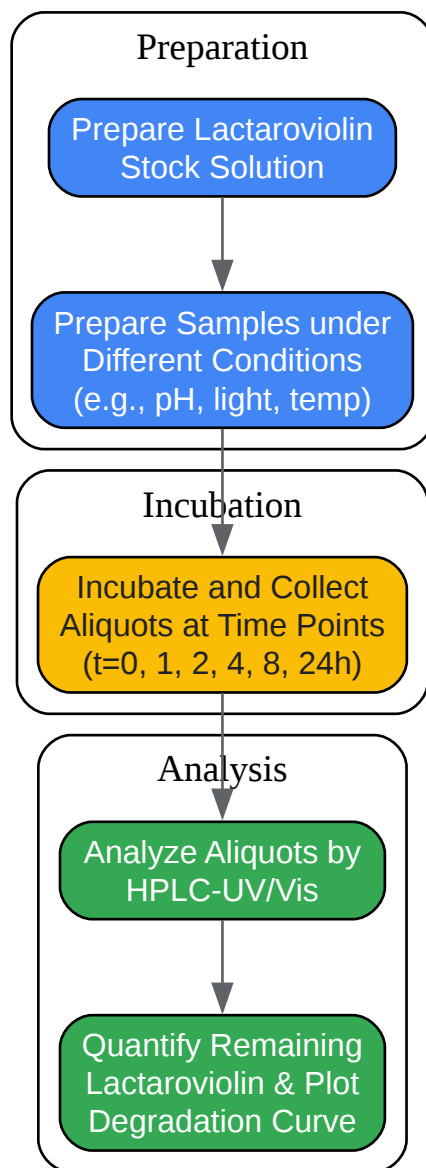 Preparation
Prepare Lactaroviolin
Stock Solution
Prepare Samples under
Different Conditions
(e.g., pH, light, temp)
Incubation
Incubate and Collect
Aliquots at Time Points
(t=0, 1, 2, 4, 8, 24h)
Analysis
Analyze Aliquots by
HPLC-UV/Vis
Quantify Remaining
Lactaroviolin & Plot
Degradation Curve